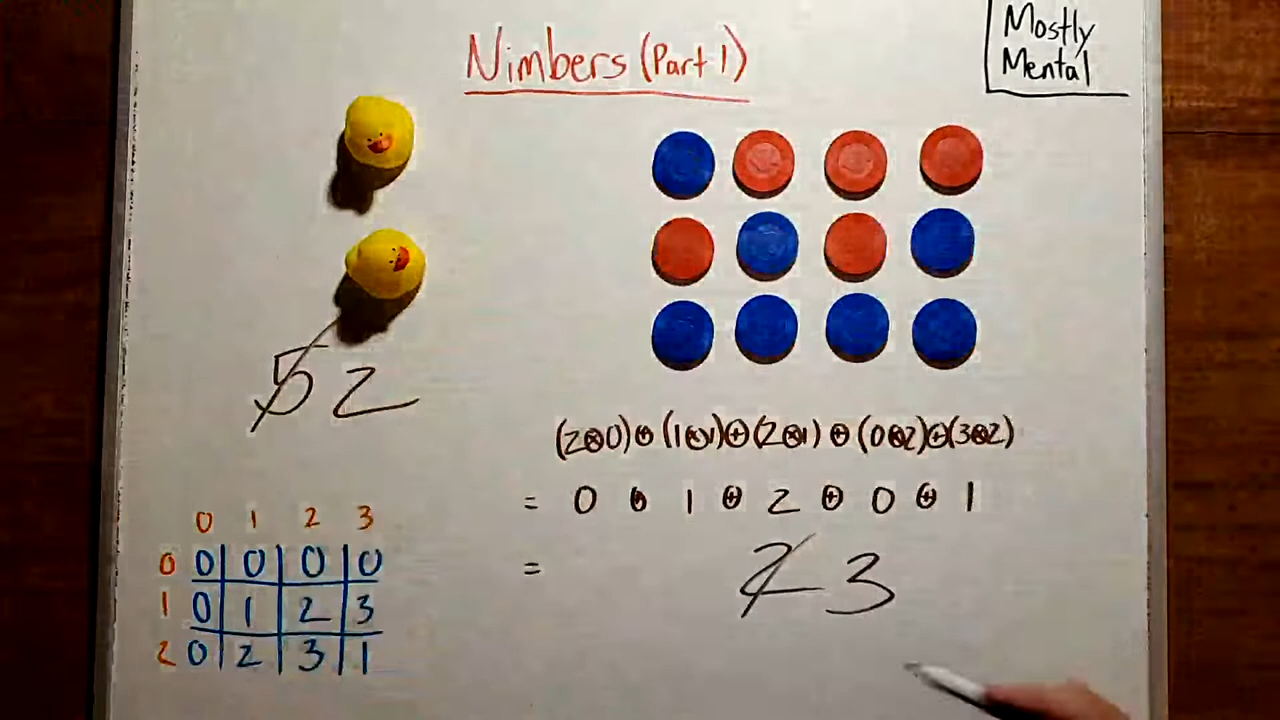 Nimbers (Part 1)
Mostly
Mental
5 2
(2⊗0)⊕(1⊗1)⊕(2⊗1)⊕(0⊗2)⊕(3⊗2)
= 0 ⊕ 1 ⊕ 2 ⊕ 0 ⊕ 1
= 2 3
0 1 2 3
0 0 0 0 0
1 0 1 2 3
2 0 2 3 1